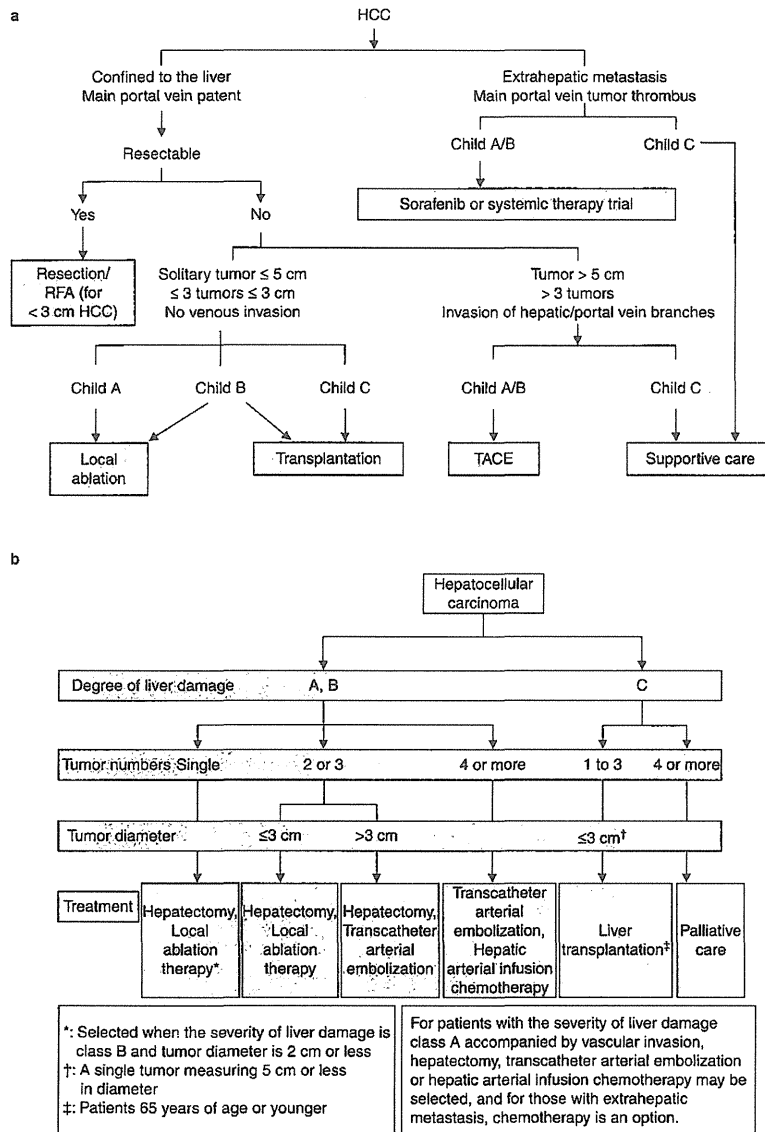 a
HCC
Confined to the liver
Main portal vein patent
Extrahepatic metastasis
Main portal vein tumor thrombus
Resectable
Child A/B
Child C
Yes
No
Sorafenib or systemic therapy trial
Resection/
RFA (for
< 3 cm HCC)
Solitary tumor ≤ 5 cm
≤ 3 tumors ≤ 3 cm
No venous invasion
Tumor > 5 cm
> 3 tumors
Invasion of hepatic/portal vein branches
Child A
Child B
Child C
Child A/B
Child C
Local
ablation
Transplantation
TACE
Supportive care
b
Hepatocellular
carcinoma
Degree of liver damage
A, B
C
Tumor numbers Single
2 or 3
4 or more
1 to 3
4 or more
Tumor diameter
≤3 cm
>3 cm
≤3 cm†
Treatment
Hepatectomy,
Local
ablation
therapy*
Hepatectomy,
Local
ablation
therapy
Hepatectomy,
Transcatheter
arterial
embolization
Transcatheter
arterial
embolization,
Hepatic
arterial infusion
chemotherapy
Liver
transplantation‡
Palliative
care
*: Selected when the severity of liver damage is
class B and tumor diameter is 2 cm or less
†: A single tumor measuring 5 cm or less
in diameter
‡: Patients 65 years of age or younger
For patients with the severity of liver damage
class A accompanied by vascular invasion,
hepatectomy, transcatheter arterial embolization
or hepatic arterial infusion chemotherapy may be
selected, and for those with extrahepatic
metastasis, chemotherapy is an option.